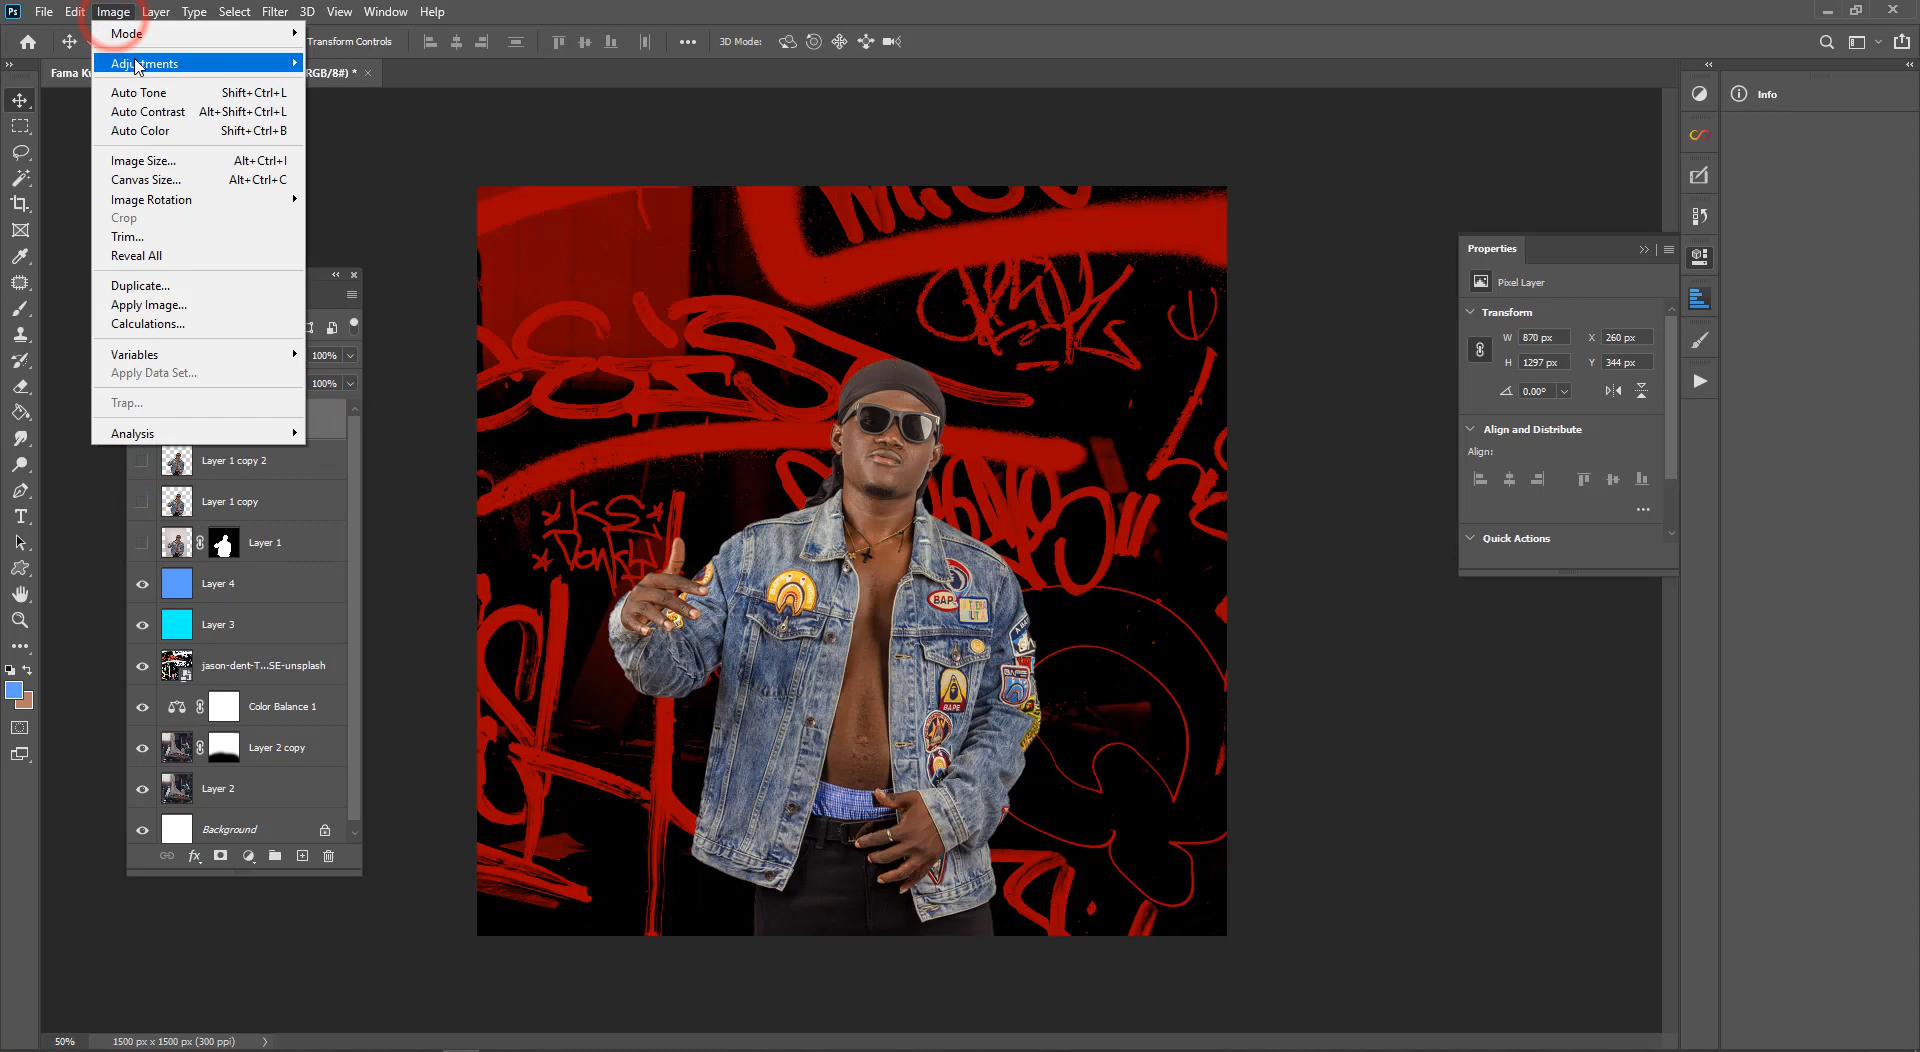 Ps File Edit Image Layer Type Select Filter 3D View Window Help
Transform Controls
3D Mode:
RGB/8#) *
Mode
Adjustments
Auto Tone Shift+Ctrl+L
Auto Contrast Alt+Shift+Ctrl+L
Auto Color Shift+Ctrl+B
Image Size... Alt+Ctrl+I
Canvas Size... Alt+Ctrl+C
Image Rotation
Crop
Trim...
Reveal All
Duplicate...
Apply Image...
Calculations...
Variables
Apply Data Set...
Trap...
Analysis
100%
100%
Layer 1 copy 2
Layer 1 copy
Layer 1
Layer 4
Layer 3
jason-dent-T...SE-unsplash
Color Balance 1
Layer 2 copy
Layer 2
Background
fx
BAPE
Info
Properties
Pixel Layer
Transform
W 870 px X 260 px
H 1297 px Y 344 px
0.00°
Align and Distribute
Align:
Quick Actions
50% 1500 px x 1500 px (300 ppi)